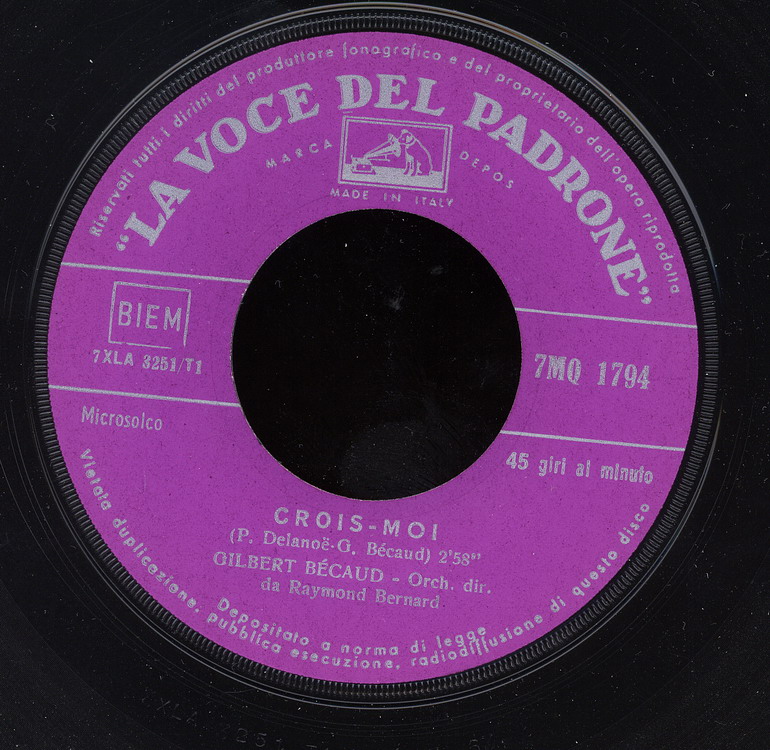 Riservati tutti i diritti del produttore fonografico e del proprietario dell'opera riprodotta
"LA VOCE DEL PADRONE"
MARCA DEPOS
MADE IN ITALY
BIEM
7XLA 3251/T1
7MQ 1794
Microsolco
45 giri al minuto
CROIS-MOI
(P. Delanoë-G. Bécaud) 2'58"
GILBERT BÉCAUD - Orch. dir.
da Raymond Bernard
Depositato a norma di legge
Vietata duplicazione, pubblica esecuzione, radiodiffusione di questo disco